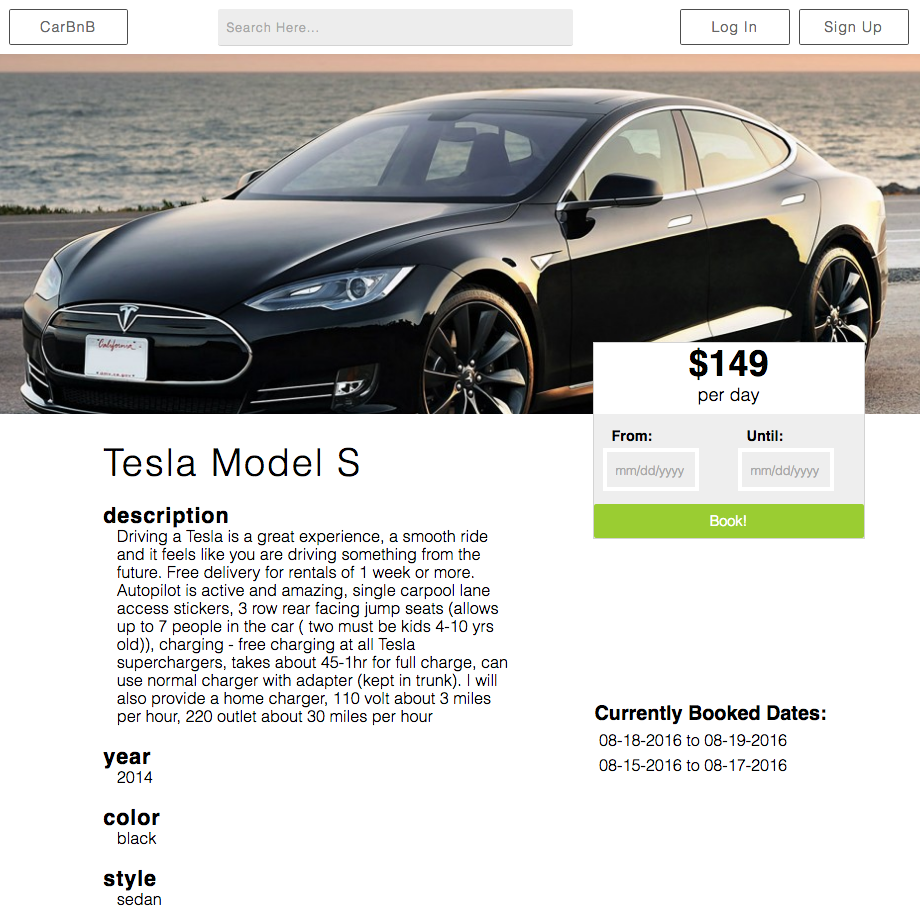 CarBnB
Search Here...
Log In
Sign Up
California
$149
per day
From:
Until:
mm/dd/yyyy
mm/dd/yyyy
Book!
Tesla Model S
description
Driving a Tesla is a great experience, a smooth ride
and it feels like you are driving something from the
future. Free delivery for rentals of 1 week or more.
Autopilot is active and amazing, single carpool lane
access stickers, 3 row rear facing jump seats (allows
up to 7 people in the car ( two must be kids 4-10 yrs
old)), charging - free charging at all Tesla
superchargers, takes about 45-1hr for full charge, can
use normal charger with adapter (kept in trunk). I will
also provide a home charger, 110 volt about 3 miles
per hour, 220 outlet about 30 miles per hour
year
2014
color
black
style
sedan
Currently Booked Dates:
08-18-2016 to 08-19-2016
08-15-2016 to 08-17-2016